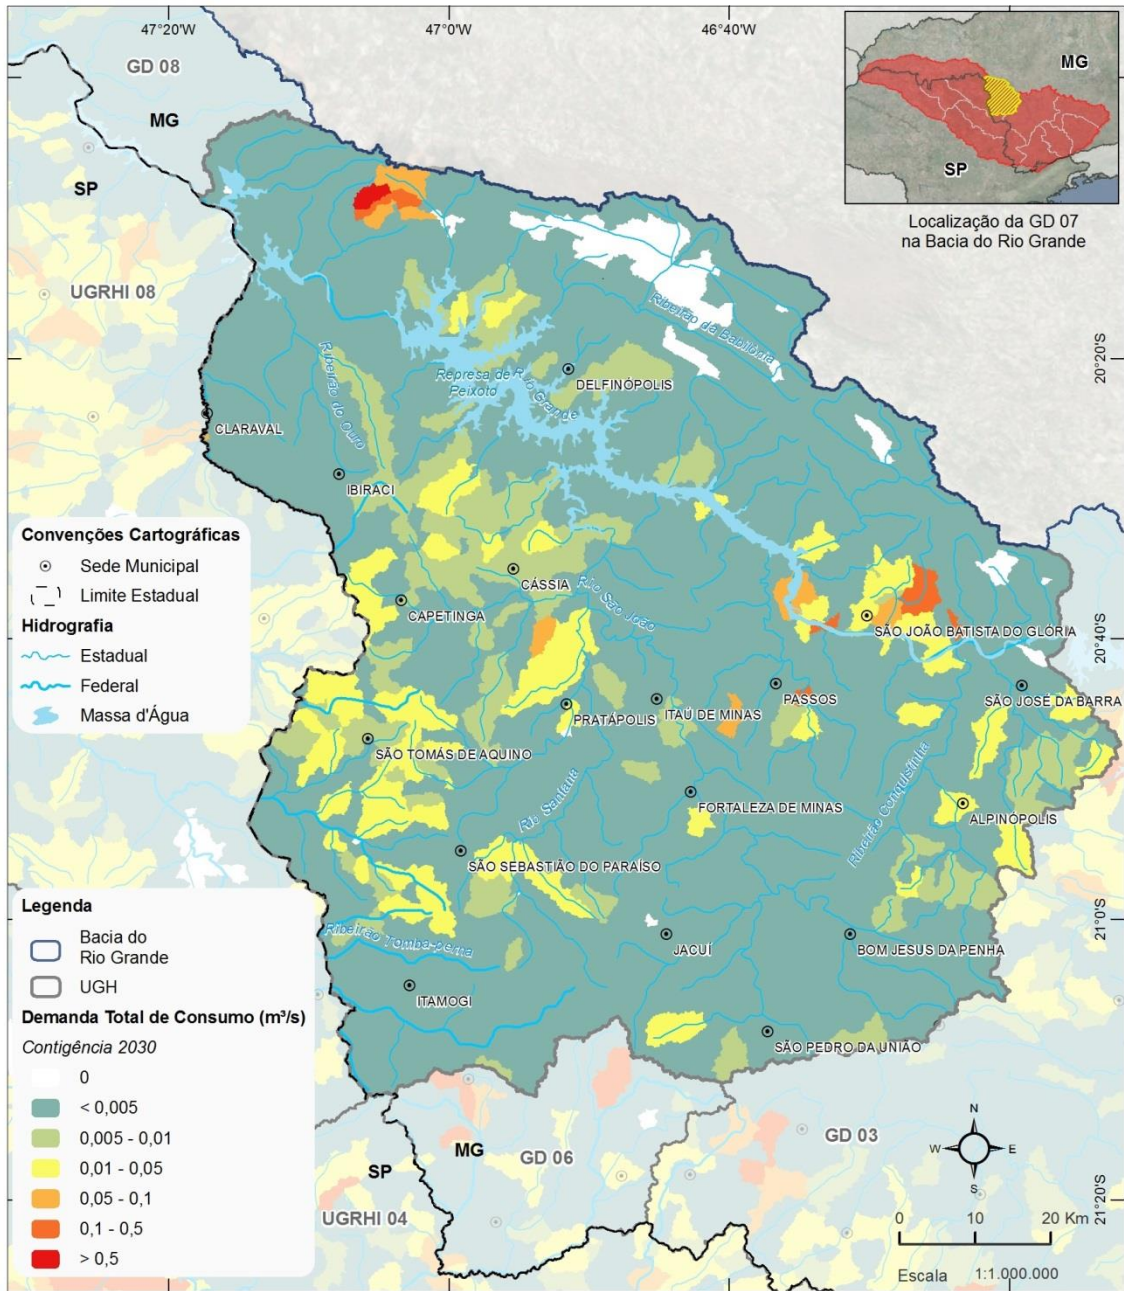 47°20'W
47°0'W
46°40'W
GD 08
MG
SP
MG
SP
Localização da GD 07
na Bacia do Rio Grande
UGRHI 08
Ribeirão da Babilônia
20°20'S
Ribeirão do Ouro
Represa de
Peixoto
Rio Grande
DELFINÓPOLIS
CLARAVAL
IBIRACI
Convenções Cartográficas
Sede Municipal
Limite Estadual
Hidrografia
Estadual
Federal
Massa d'Água
CÁSSIA
Rio São João
CAPETINGA
SÃO JOÃO BATISTA DO GLÓRIA
20°40'S
PASSOS
SÃO JOSÉ DA BARRA
ITAÚ DE MINAS
PRATÁPOLIS
SÃO TOMÁS DE AQUINO
Rib. Santana
FORTALEZA DE MINAS
Ribeirão Conquistinha
ALPINÓPOLIS
SÃO SEBASTIÃO DO PARAÍSO
Legenda
Bacia do
Rio Grande
UGH
Demanda Total de Consumo (m³/s)
Contigência 2030
0
< 0,005
0,005 - 0,01
0,01 - 0,05
0,05 - 0,1
0,1 - 0,5
> 0,5
21°0'S
Ribeirão Tomba-perna
JACUÍ
BOM JESUS DA PENHA
ITAMOGI
SÃO PEDRO DA UNIÃO
SP
MG
GD 06
GD 03
UGRHI 04
N
W
E
S
21°20'S
0 10 20 Km
Escala 1:1.000.000